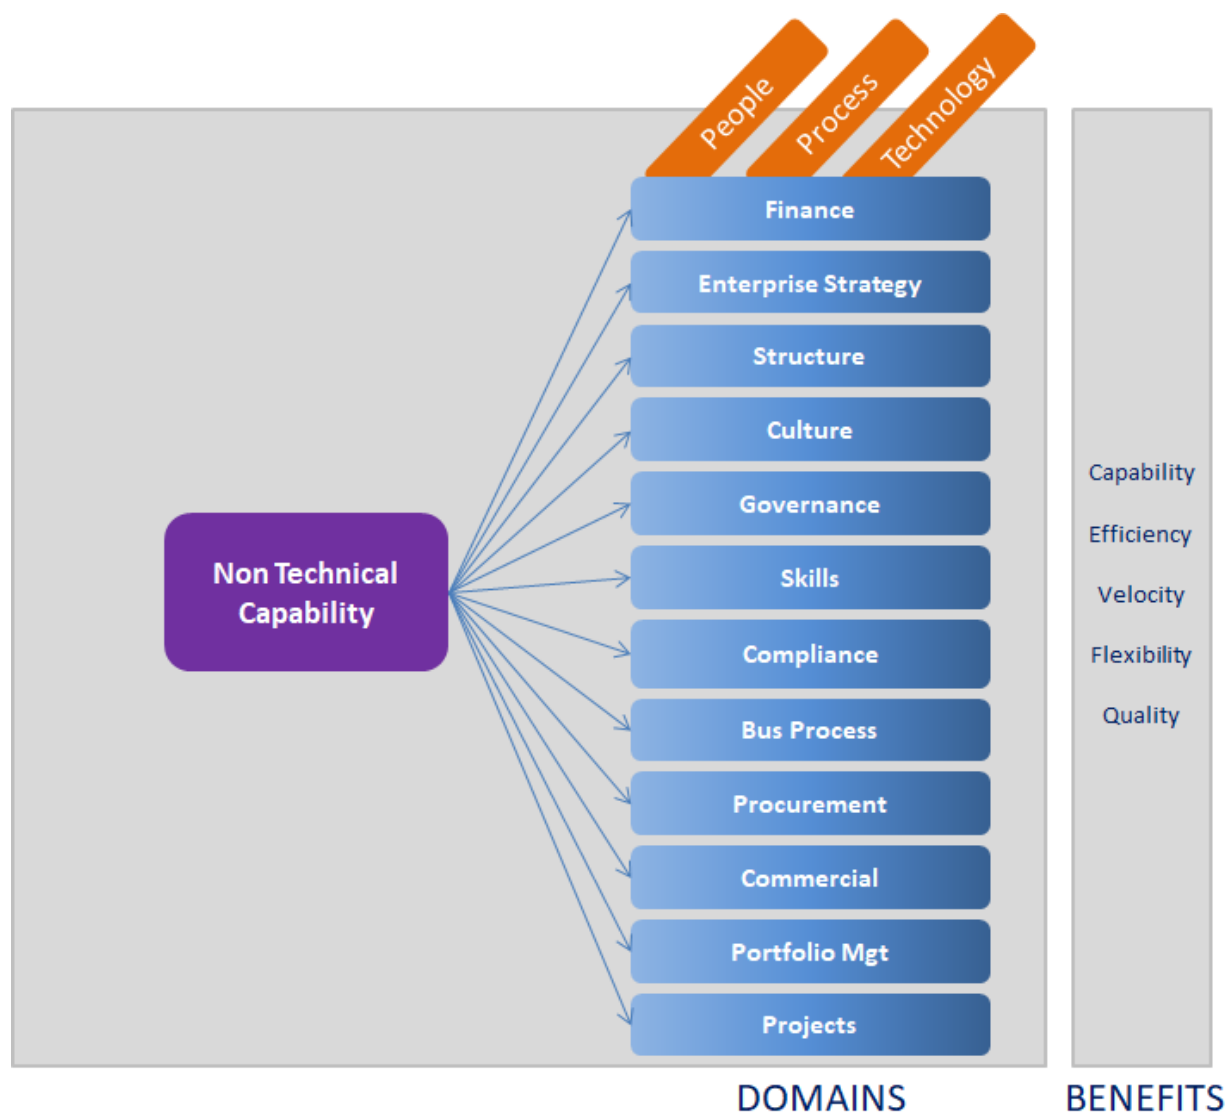 People
Process
Technology
Finance
Enterprise Strategy
Structure
Culture
Governance
Skills
Compliance
Bus Process
Procurement
Commercial
Portfolio Mgt
Projects
Non Technical
Capability
Capability
Efficiency
Velocity
Flexibility
Quality
DOMAINS
BENEFITS